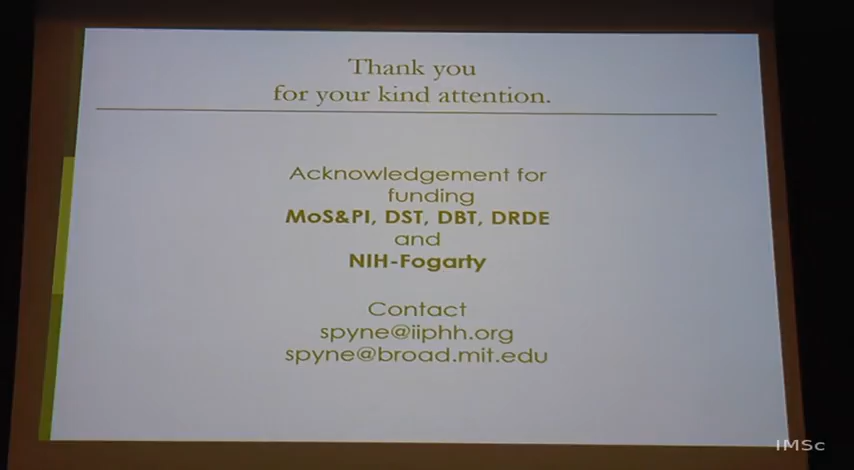 Thank you
for your kind attention.
Acknowledgement for
funding
MoS&PI, DST, DBT, DRDE
and
NIH-Fogarty
Contact
spyne@iiphh.org
spyne@broad.mit.edu
IMSc